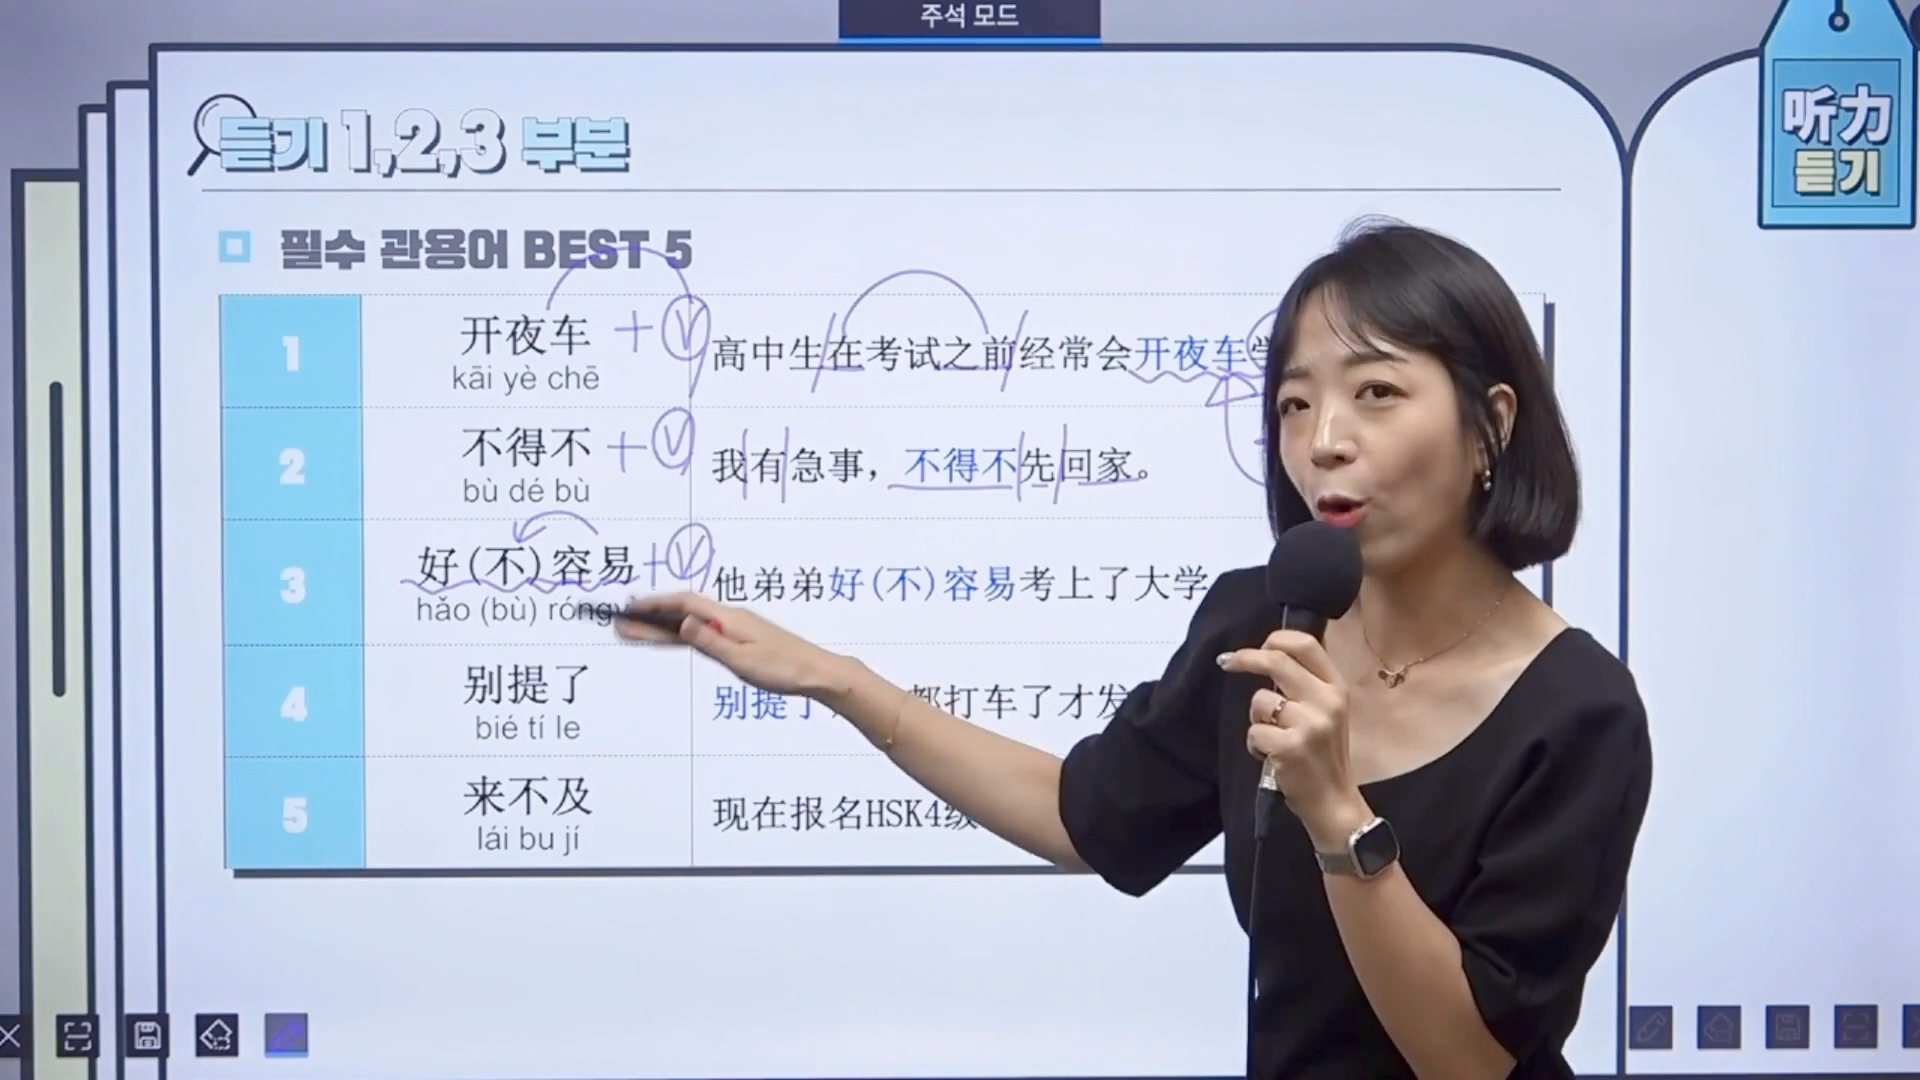 주석 모드
听力
듣기
듣기 1,2,3 부분
필수 관용어 BEST 5
1
开夜车 + V
kāi yè chē
高中生在考试之前经常会开夜车
2
不得不 + V
bù dé bù
我有急事，不得不先回家。
3
好(不)容易 + V
hǎo (bù) róng
他弟弟好(不)容易考上了大学
4
别提了
bié tí le
别提了 都打车了才发
5
来不及
lái bu jí
现在报名HSK4级